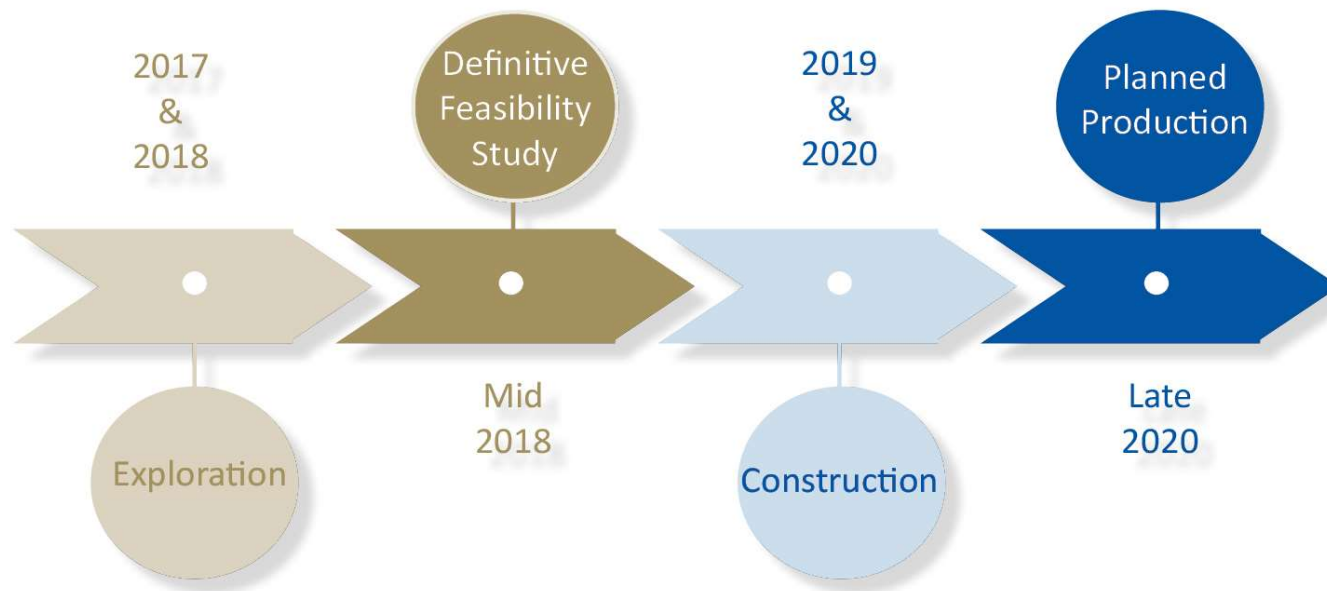 2017
&
2018
Exploration
Definitive
Feasibility
Study
Mid
2018
2019
&
2020
Construction
Planned
Production
Late
2020